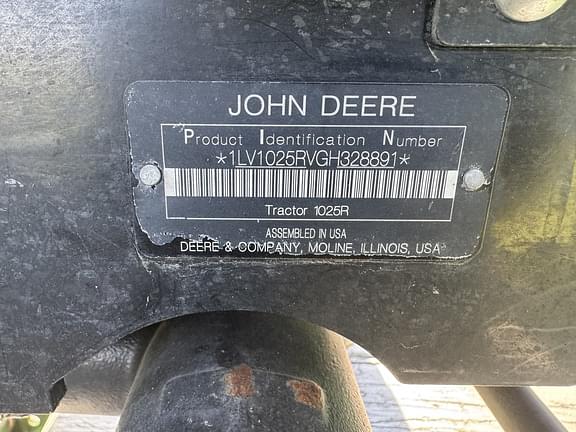 JOHN DEERE
Product Identification Number
*1LV1025RVGH328891*
Tractor 1025R
ASSEMBLED IN USA
DEERE & COMPANY, MOLINE, ILLINOIS, USA